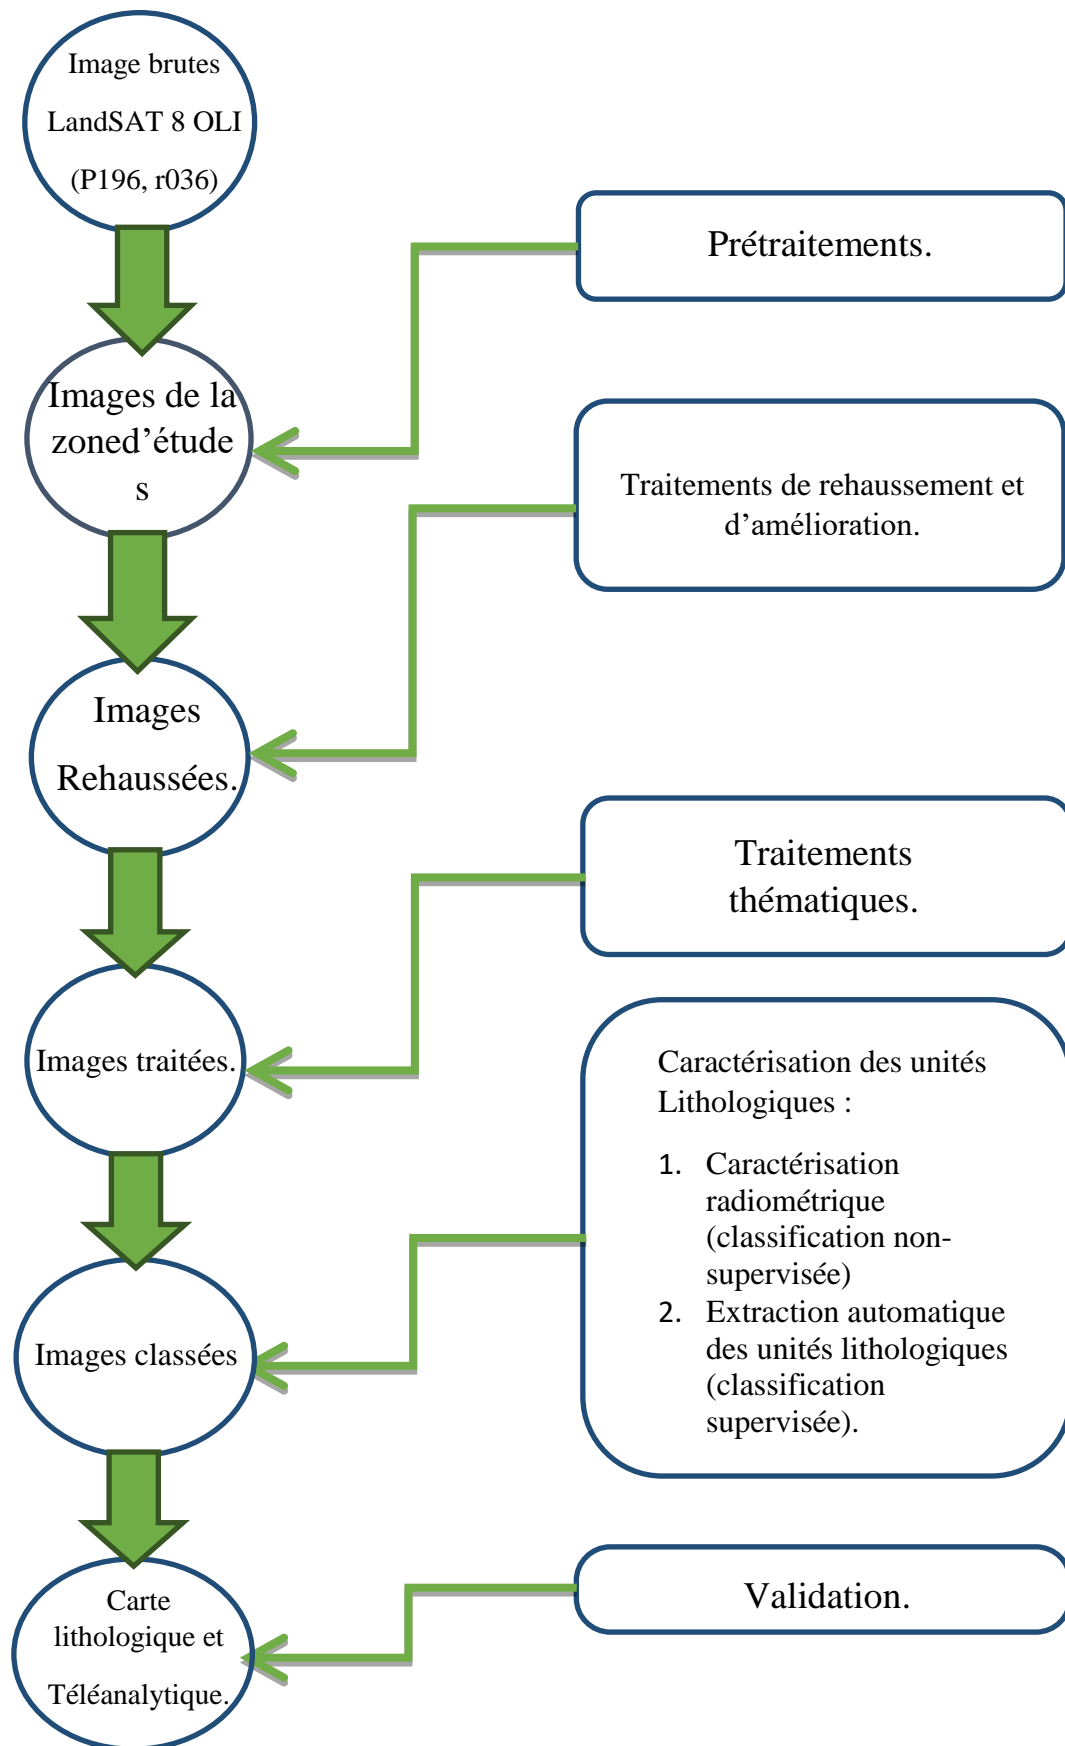 Image brutes
LandSAT 8 OLI
(P196, r036)
Prétraitements.
Images de la
zoned’étude
s
Traitements de rehaussement et
d’amélioration.
Images
Rehaussées.
Traitements
thématiques.
Images traitées.
Caractérisation des unités
Lithologiques :
1. Caractérisation
radiométrique
(classification non-
supervisée)
2. Extraction automatique
des unités lithologiques
(classification
supervisée).
Images classées
Validation.
Carte
lithologique et
Téléanalytique.